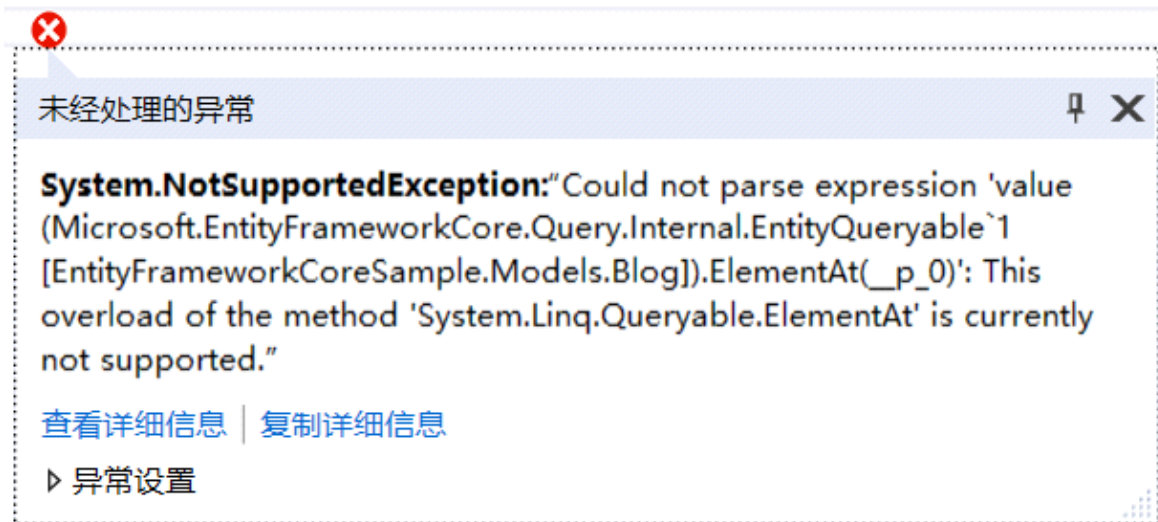 未经处理的异常
System.NotSupportedException:“Could not parse expression 'value
(Microsoft.EntityFrameworkCore.Query.Internal.EntityQueryable`1
[EntityFrameworkCoreSample.Models.Blog]).ElementAt(__p_0)': This
overload of the method 'System.Linq.Queryable.ElementAt' is currently
not supported.”
查看详细信息 | 复制详细信息
异常设置